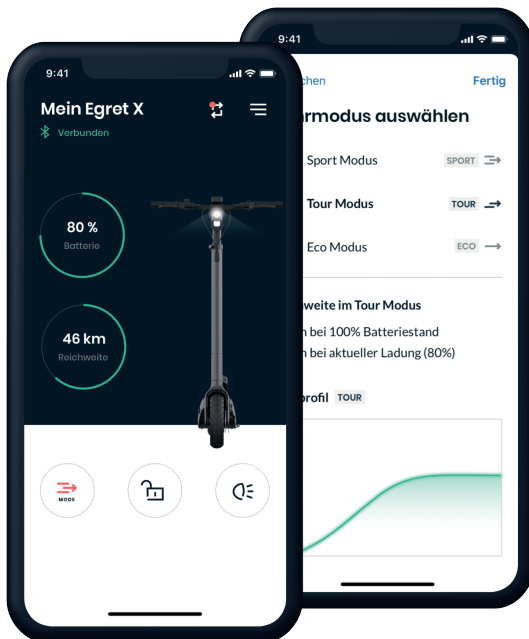 9:41
Mein Egret X
Verbunden
80 %
Batterie
46 km
Reichweite
MODE
9:41
chen
Fertig
rmodus auswählen
Sport Modus
SPORT
Tour Modus
TOUR
Eco Modus
ECO
weite im Tour Modus
bei 100% Batteriestand
bei aktueller Ladung (80%)
profil TOUR